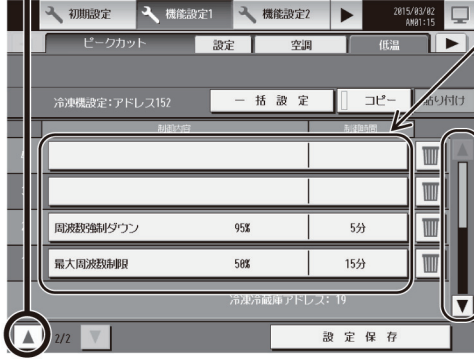 初期設定 機能設定1 機能設定2 2015/03/02
AM01:15
ピークカット 設定 空調 低温
冷凍機設定:アドレス152 一括設定 コピー 貼り付け
制御内容 制御時間
周波数強制ダウン 95% 5分
最大周波数制限 50% 15分
冷凍冷蔵庫アドレス: 19
2/2 設定保存